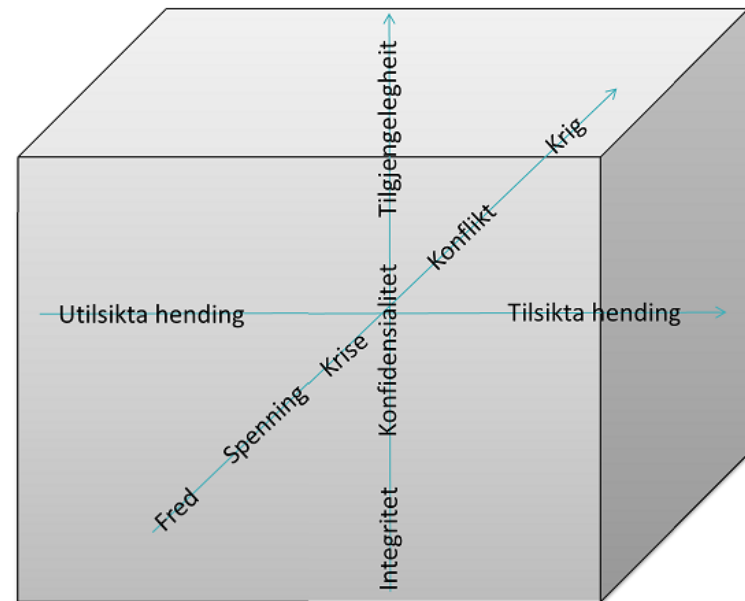 Tilgjengelegheit
Konfidensialitet
Integritet
Utilsikta hending
Tilsikta hending
Fred
Spenning
Krise
Konflikt
Krig